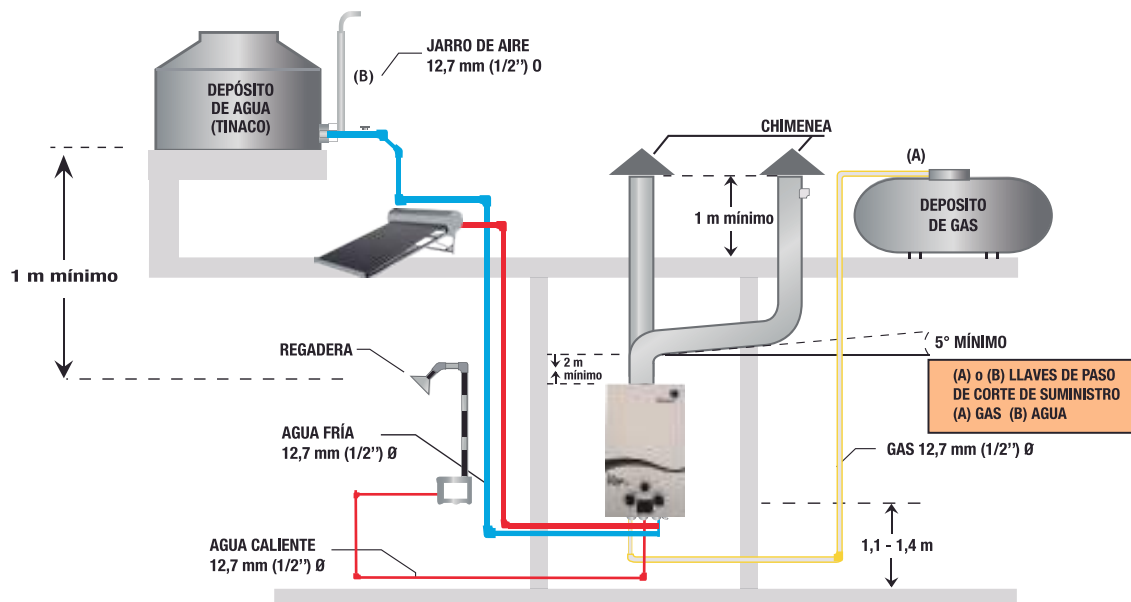 JARRO DE AIRE
12,7 mm (1/2’’) O
(B)
DEPÓSITO
DE AGUA
(TINACO)
CHIMENEA
(A)
DEPOSITO
DE GAS
1 m mínimo
1 m mínimo
5° MÍNIMO
REGADERA
2 m
mínimo
(A) o (B) LLAVES DE PASO
DE CORTE DE SUMINISTRO
(A) GAS (B) AGUA
AGUA FRÍA
12,7 mm (1/2’’) Ø
GAS 12,7 mm (1/2’’) Ø
1,1 - 1,4 m
AGUA CALIENTE
12,7 mm (1/2’’) Ø